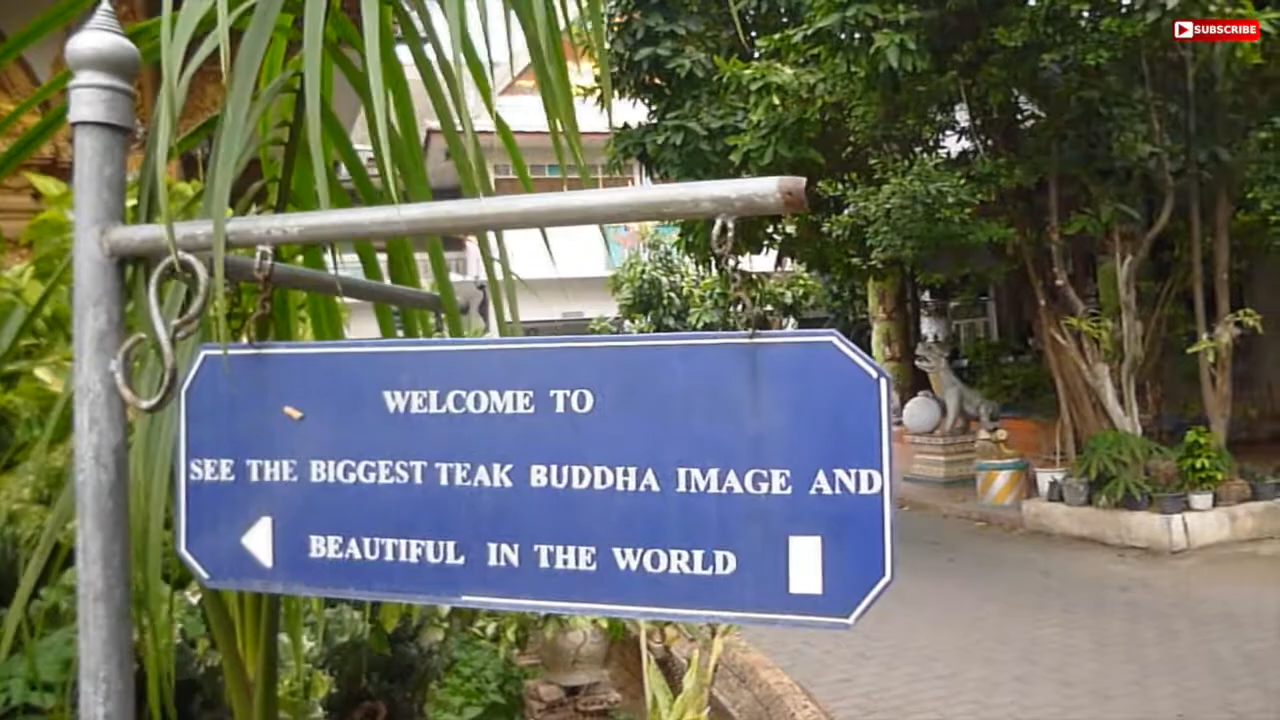 SUBSCRIBE
WELCOME TO
SEE THE BIGGEST TEAK BUDDHA IMAGE AND
BEAUTIFUL IN THE WORLD